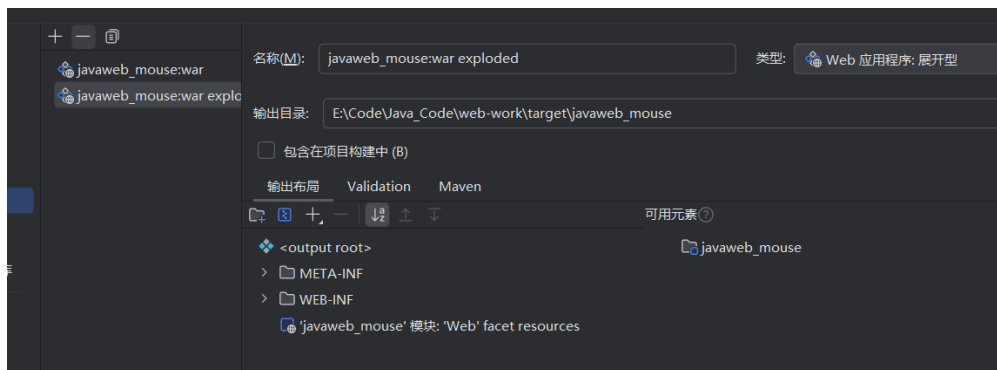 名称(M): javaweb_mouse:war exploded 类型: Web 应用程序: 展开型
javaweb_mouse:war
javaweb_mouse:war explo
输出目录: E:\Code\Java_Code\web-work\target\javaweb_mouse
包含在项目构建中 (B)
输出布局 Validation Maven
可用元素
<output root>
javaweb_mouse
META-INF
WEB-INF
'javaweb_mouse' 模块: 'Web' facet resources
库